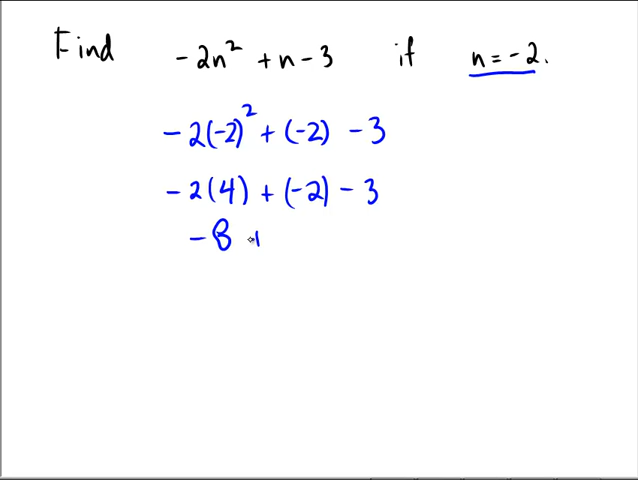 Find -2n² + n - 3 if n = -2.
-2(-2)² + (-2) - 3
-2(4) + (-2) - 3
-8